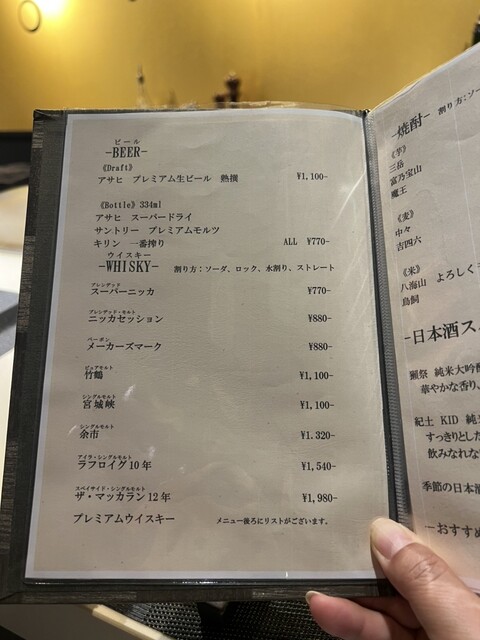 ビール
-BEER-
《Draft》
アサヒ プレミアム生ビール 熟撰 ¥1,100-
《Bottle》334ml
アサヒ スーパードライ
サントリー プレミアムモルツ
キリン 一番搾り ALL ¥770-
ウイスキー
-WHISKY- 割り方：ソーダ、ロック、水割り、ストレート
ブレンデッド
スーパーニッカ ¥770-
ブレンデッド・モルト
ニッカセッション ¥880-
バーボン
メーカーズマーク ¥880-
ピュアモルト
竹鶴 ¥1,100-
シングルモルト
宮城峡 ¥1,100-
シングルモルト
余市 ¥1.320-
アイラ・シングルモルト
ラフロイグ10年 ¥1,540-
スペイサイド・シングルモルト
ザ・マッカラン12年 ¥1,980-
プレミアムウイスキー メニュー後ろにリストがございます。
-焼酎- 割り方：ソー
《芋》
三岳
富乃宝山
魔王
《麦》
中々
吉四六
《米》
八海山 よろしく
鳥飼
-日本酒ス
獺祭 純米大吟醸
華やかな香り、
紀土 KID 純米
すっきりとした
飲みなれな
季節の日本酒
-おすすめ